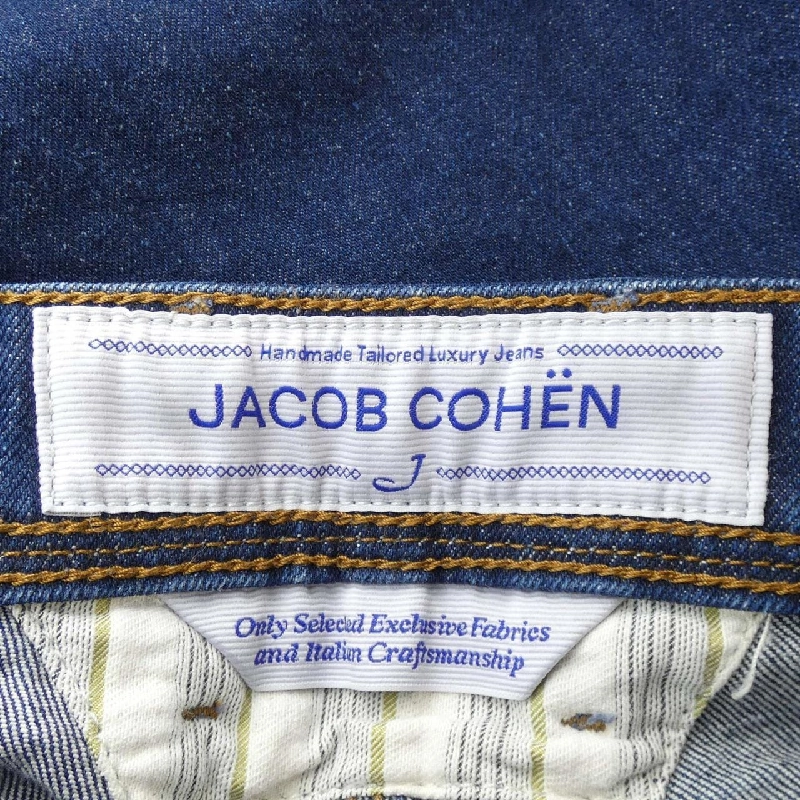 Handmade Tailored Luxury Jeans
JACOB COHËN
J
Only Selected Exclusive Fabrics
and Italian Craftsmanship